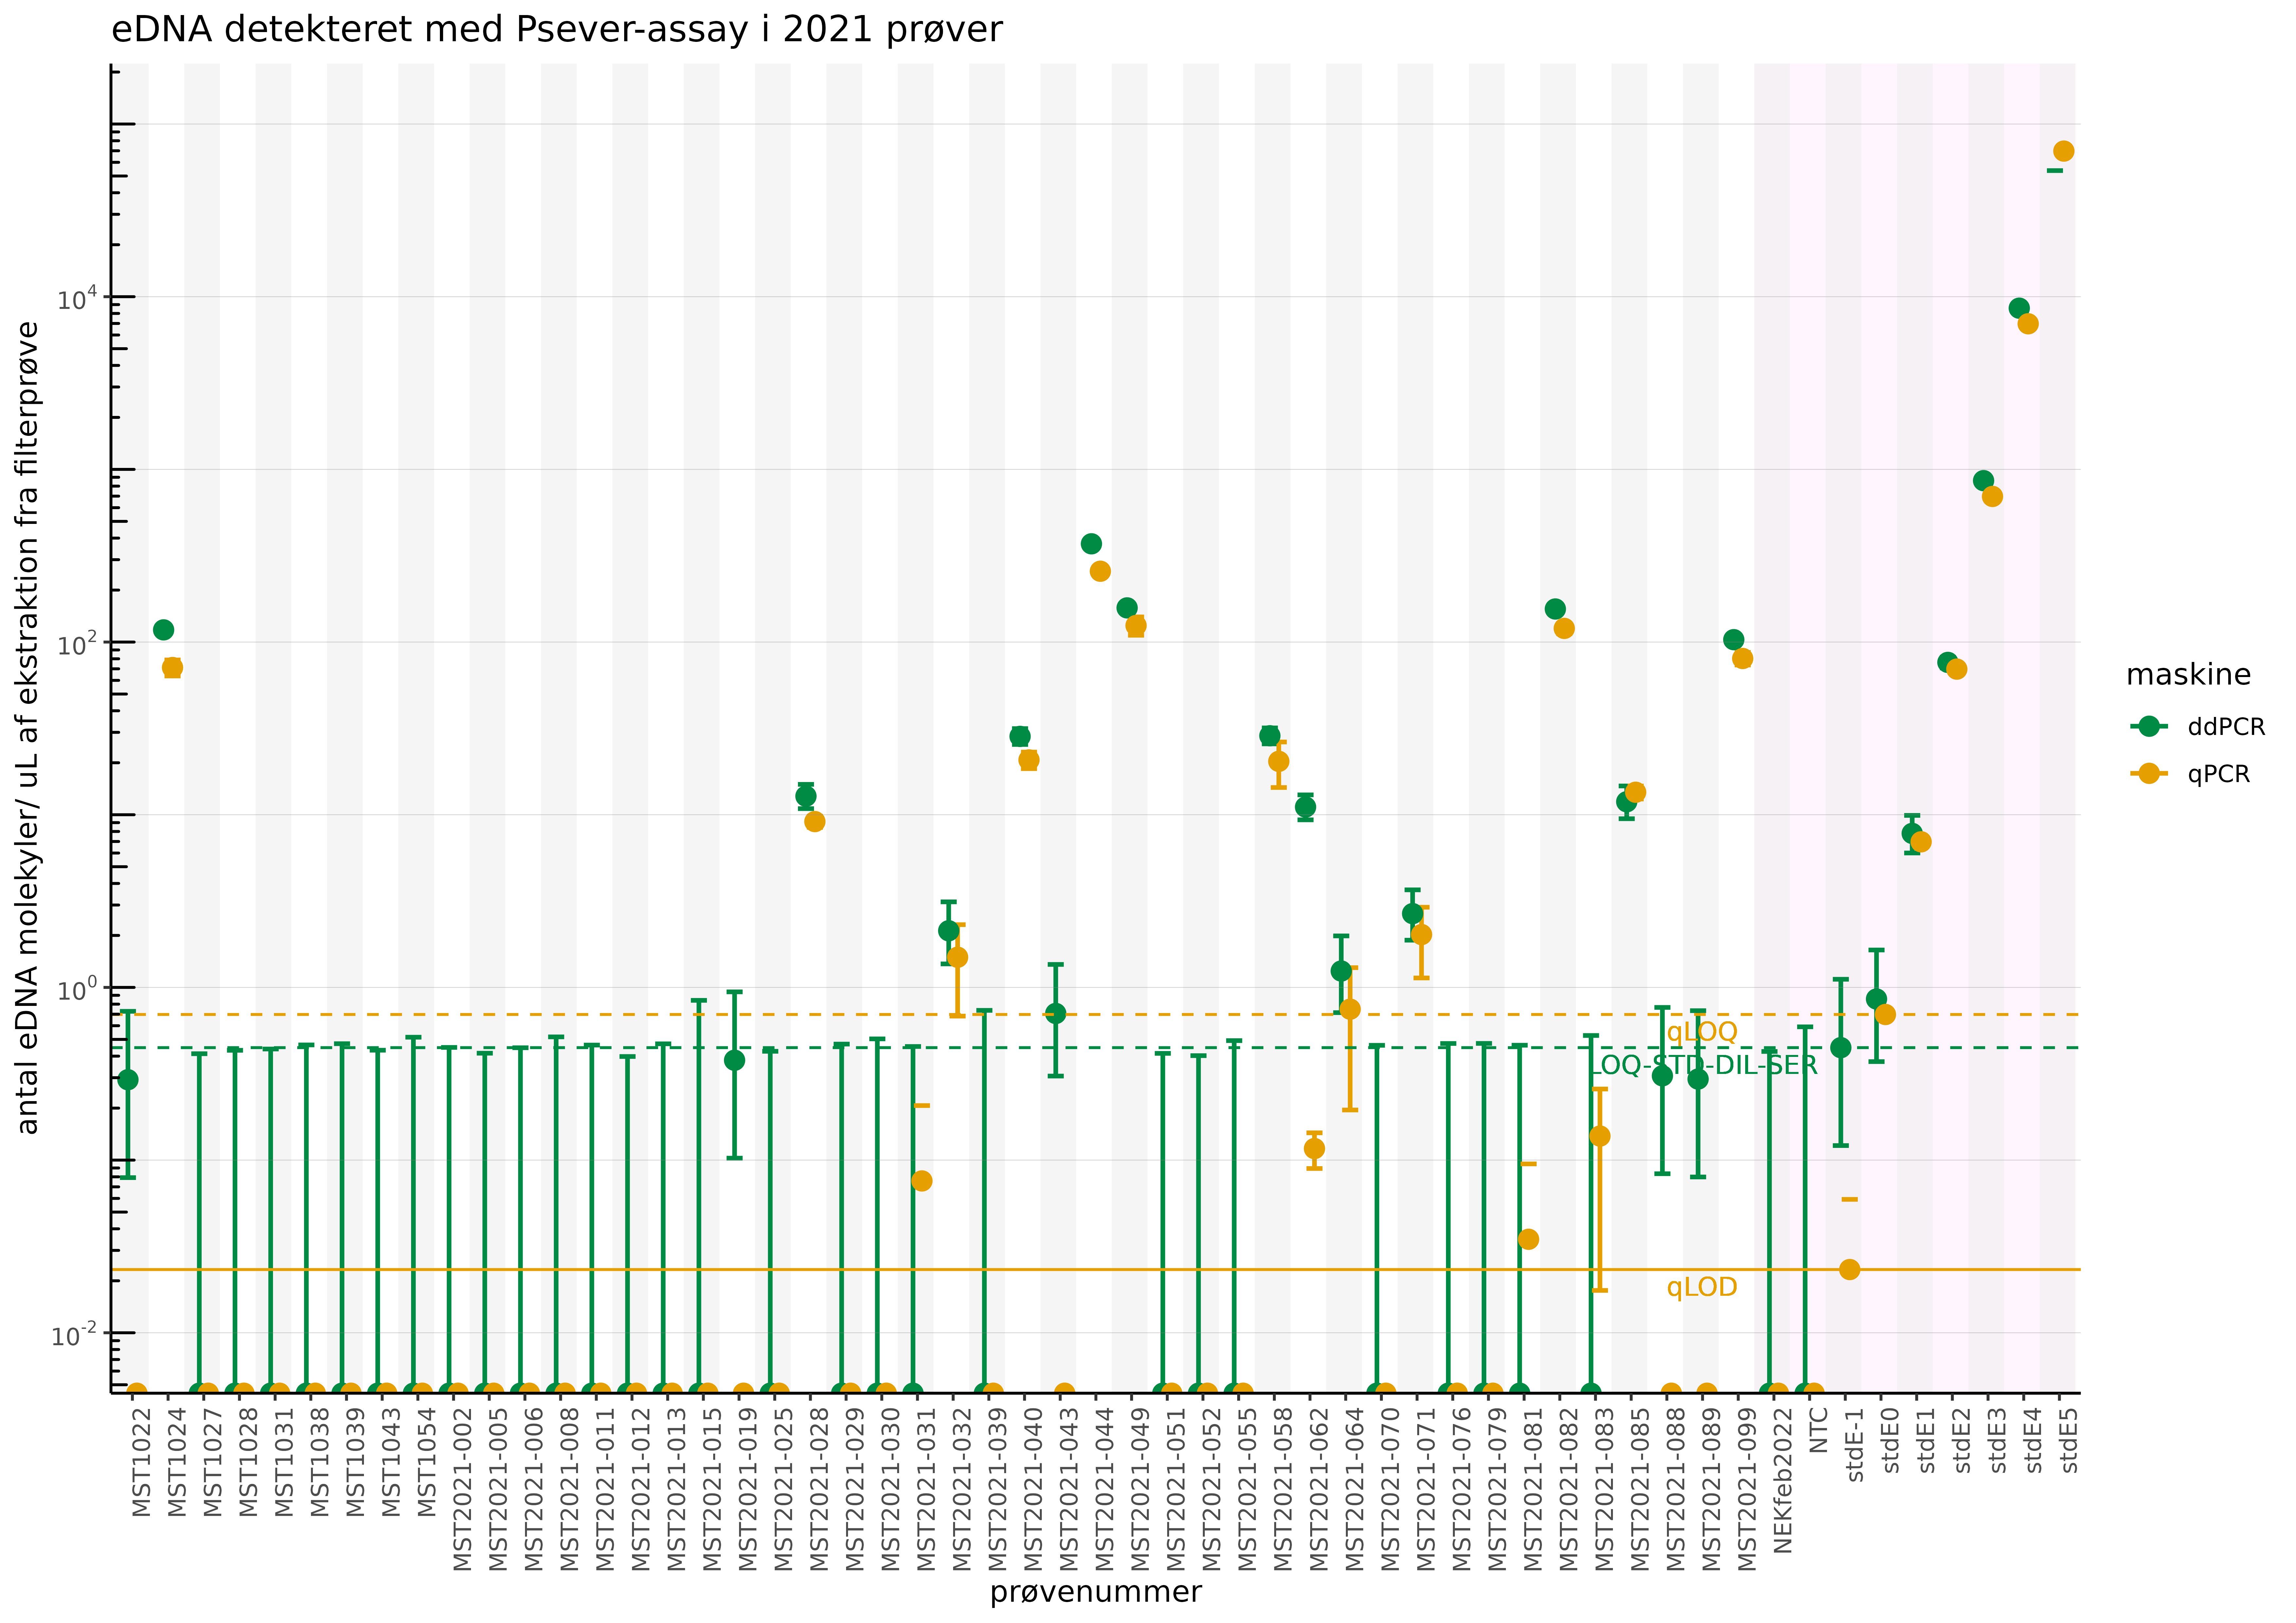 eDNA detekteret med Psever-assay i 2021 prøver
antal eDNA molekyler/ uL af ekstraktion fra filterprøve
10^4
10^2
10^0
10^-2
qLOQ
LOQ-STD-DIL-SER
qLOD
maskine
ddPCR
qPCR
MST1022
MST1024
MST1027
MST1028
MST1031
MST1038
MST1039
MST1043
MST1054
MST2021-002
MST2021-005
MST2021-006
MST2021-008
MST2021-011
MST2021-012
MST2021-013
MST2021-015
MST2021-019
MST2021-025
MST2021-028
MST2021-029
MST2021-030
MST2021-031
MST2021-032
MST2021-039
MST2021-040
MST2021-043
MST2021-044
MST2021-049
MST2021-051
MST2021-052
MST2021-055
MST2021-058
MST2021-062
MST2021-064
MST2021-070
MST2021-071
MST2021-076
MST2021-079
MST2021-081
MST2021-082
MST2021-083
MST2021-085
MST2021-088
MST2021-089
MST2021-099
NEKfeb2022
NTC
stdE-1
stdE0
stdE1
stdE2
stdE3
stdE4
stdE5
prøvenummer